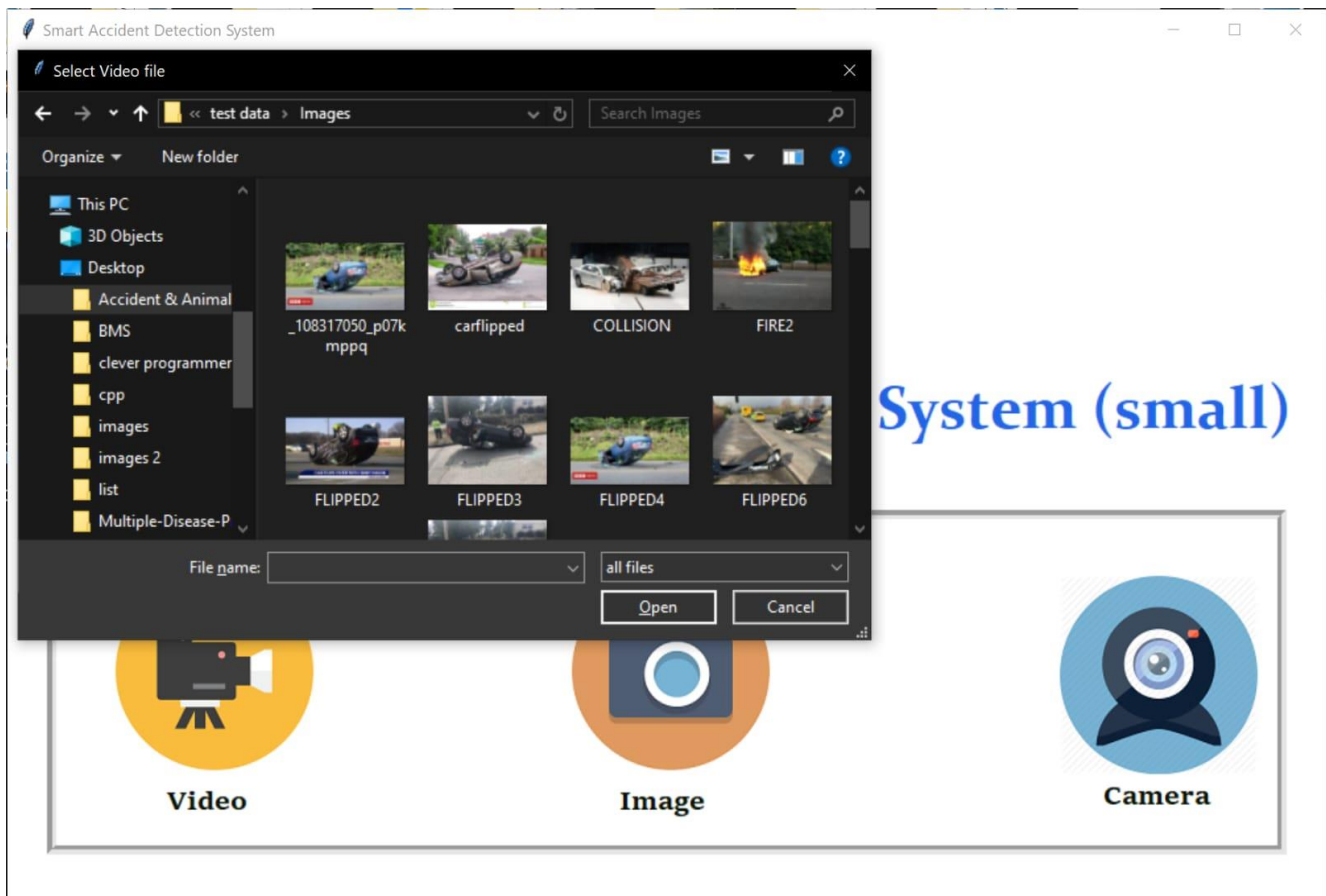 Smart Accident Detection System
Select Video file
« test data > Images
Search Images
Organize
New folder
This PC
3D Objects
Desktop
Accident & Animal
BMS
clever programmer
cpp
images
images 2
list
Multiple-Disease-P
_108317050_p07k
mppq
carflipped
COLLISION
FIRE2
FLIPPED2
FLIPPED3
FLIPPED4
FLIPPED6
File name:
all files
Open
Cancel
System (small)
Video
Image
Camera